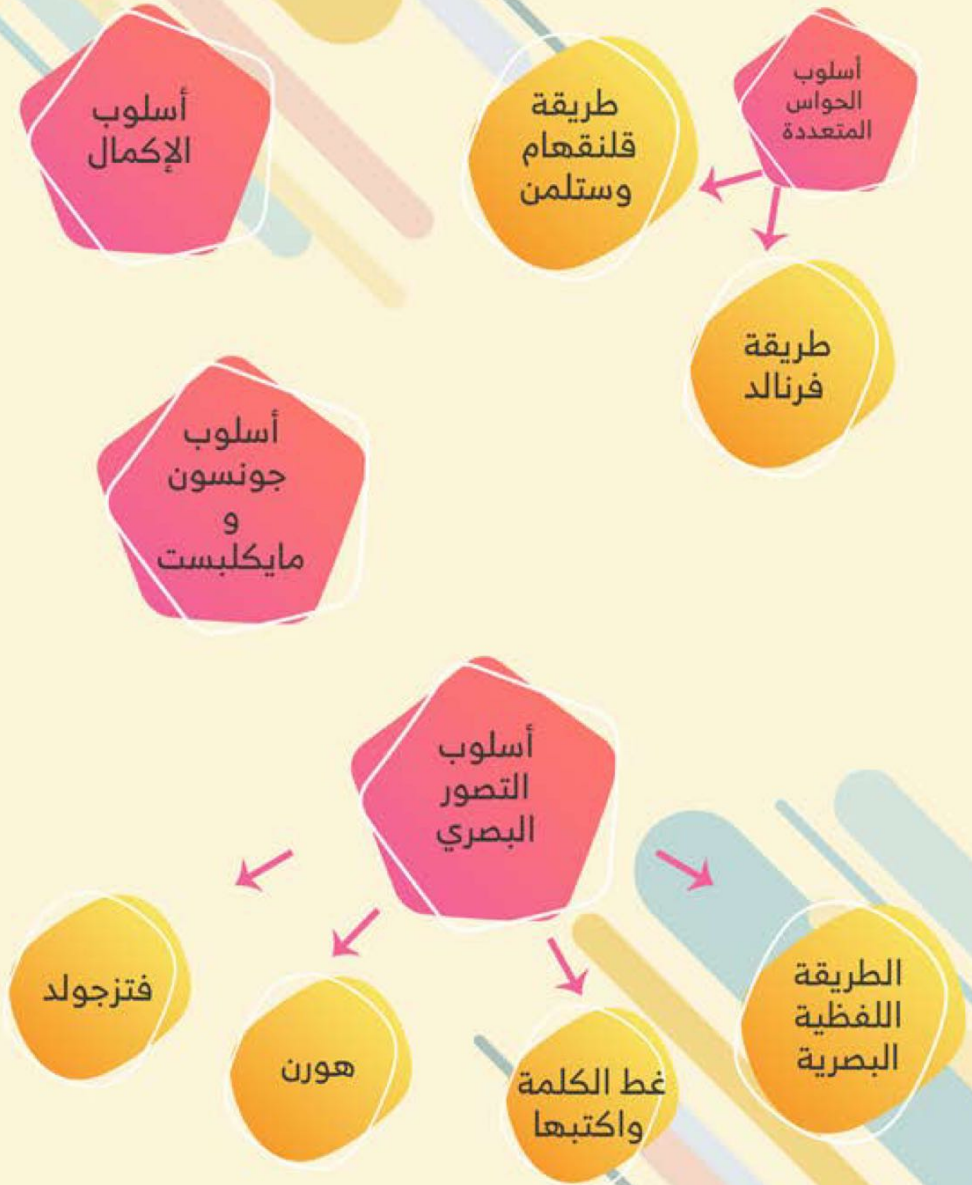 أسلوب
الحواس
المتعددة
طريقة
قلنقهام
وستلمن
أسلوب
الإكمال
طريقة
فرنالد
أسلوب
جونسون
و
مايكلبست
أسلوب
التصور
البصري
الطريقة
اللفظية
البصرية
غط الكلمة
واكتبها
هورن
فتزجولد